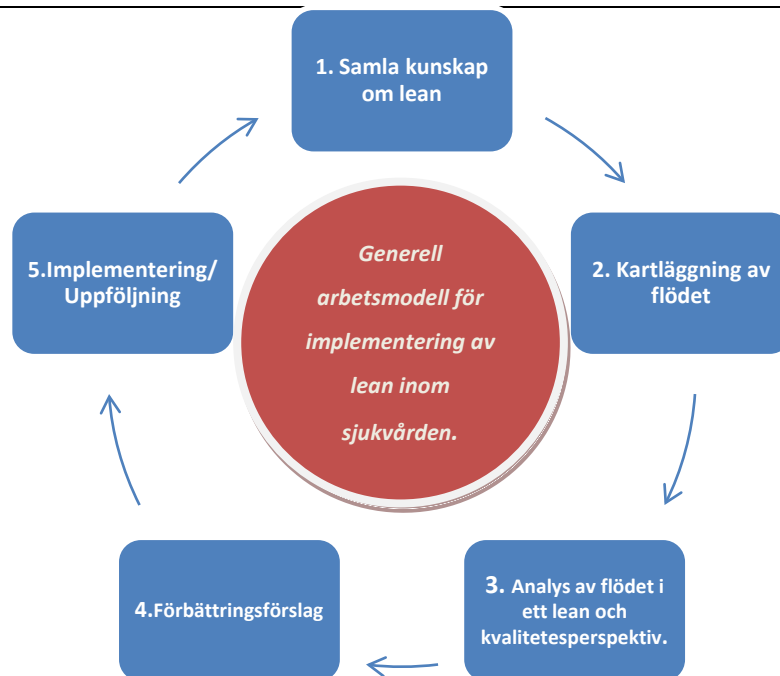 1. Samla kunskap
om lean
2. Kartläggning av
flödet
3. Analys av flödet i
ett lean och
kvalitetesperspektiv.
4.Förbättringsförslag
5.Implementering/
Uppföljning
Generell
arbetsmodell för
implementering av
lean inom
sjukvården.